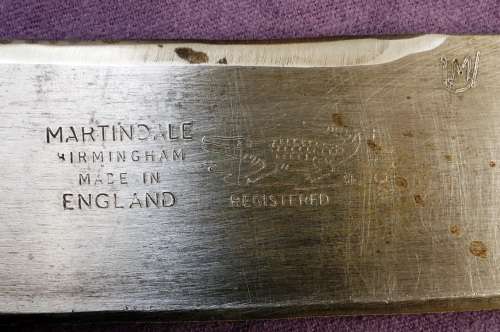 MARTINDALE
BIRMINGHAM
MADE IN
ENGLAND
REGISTERED